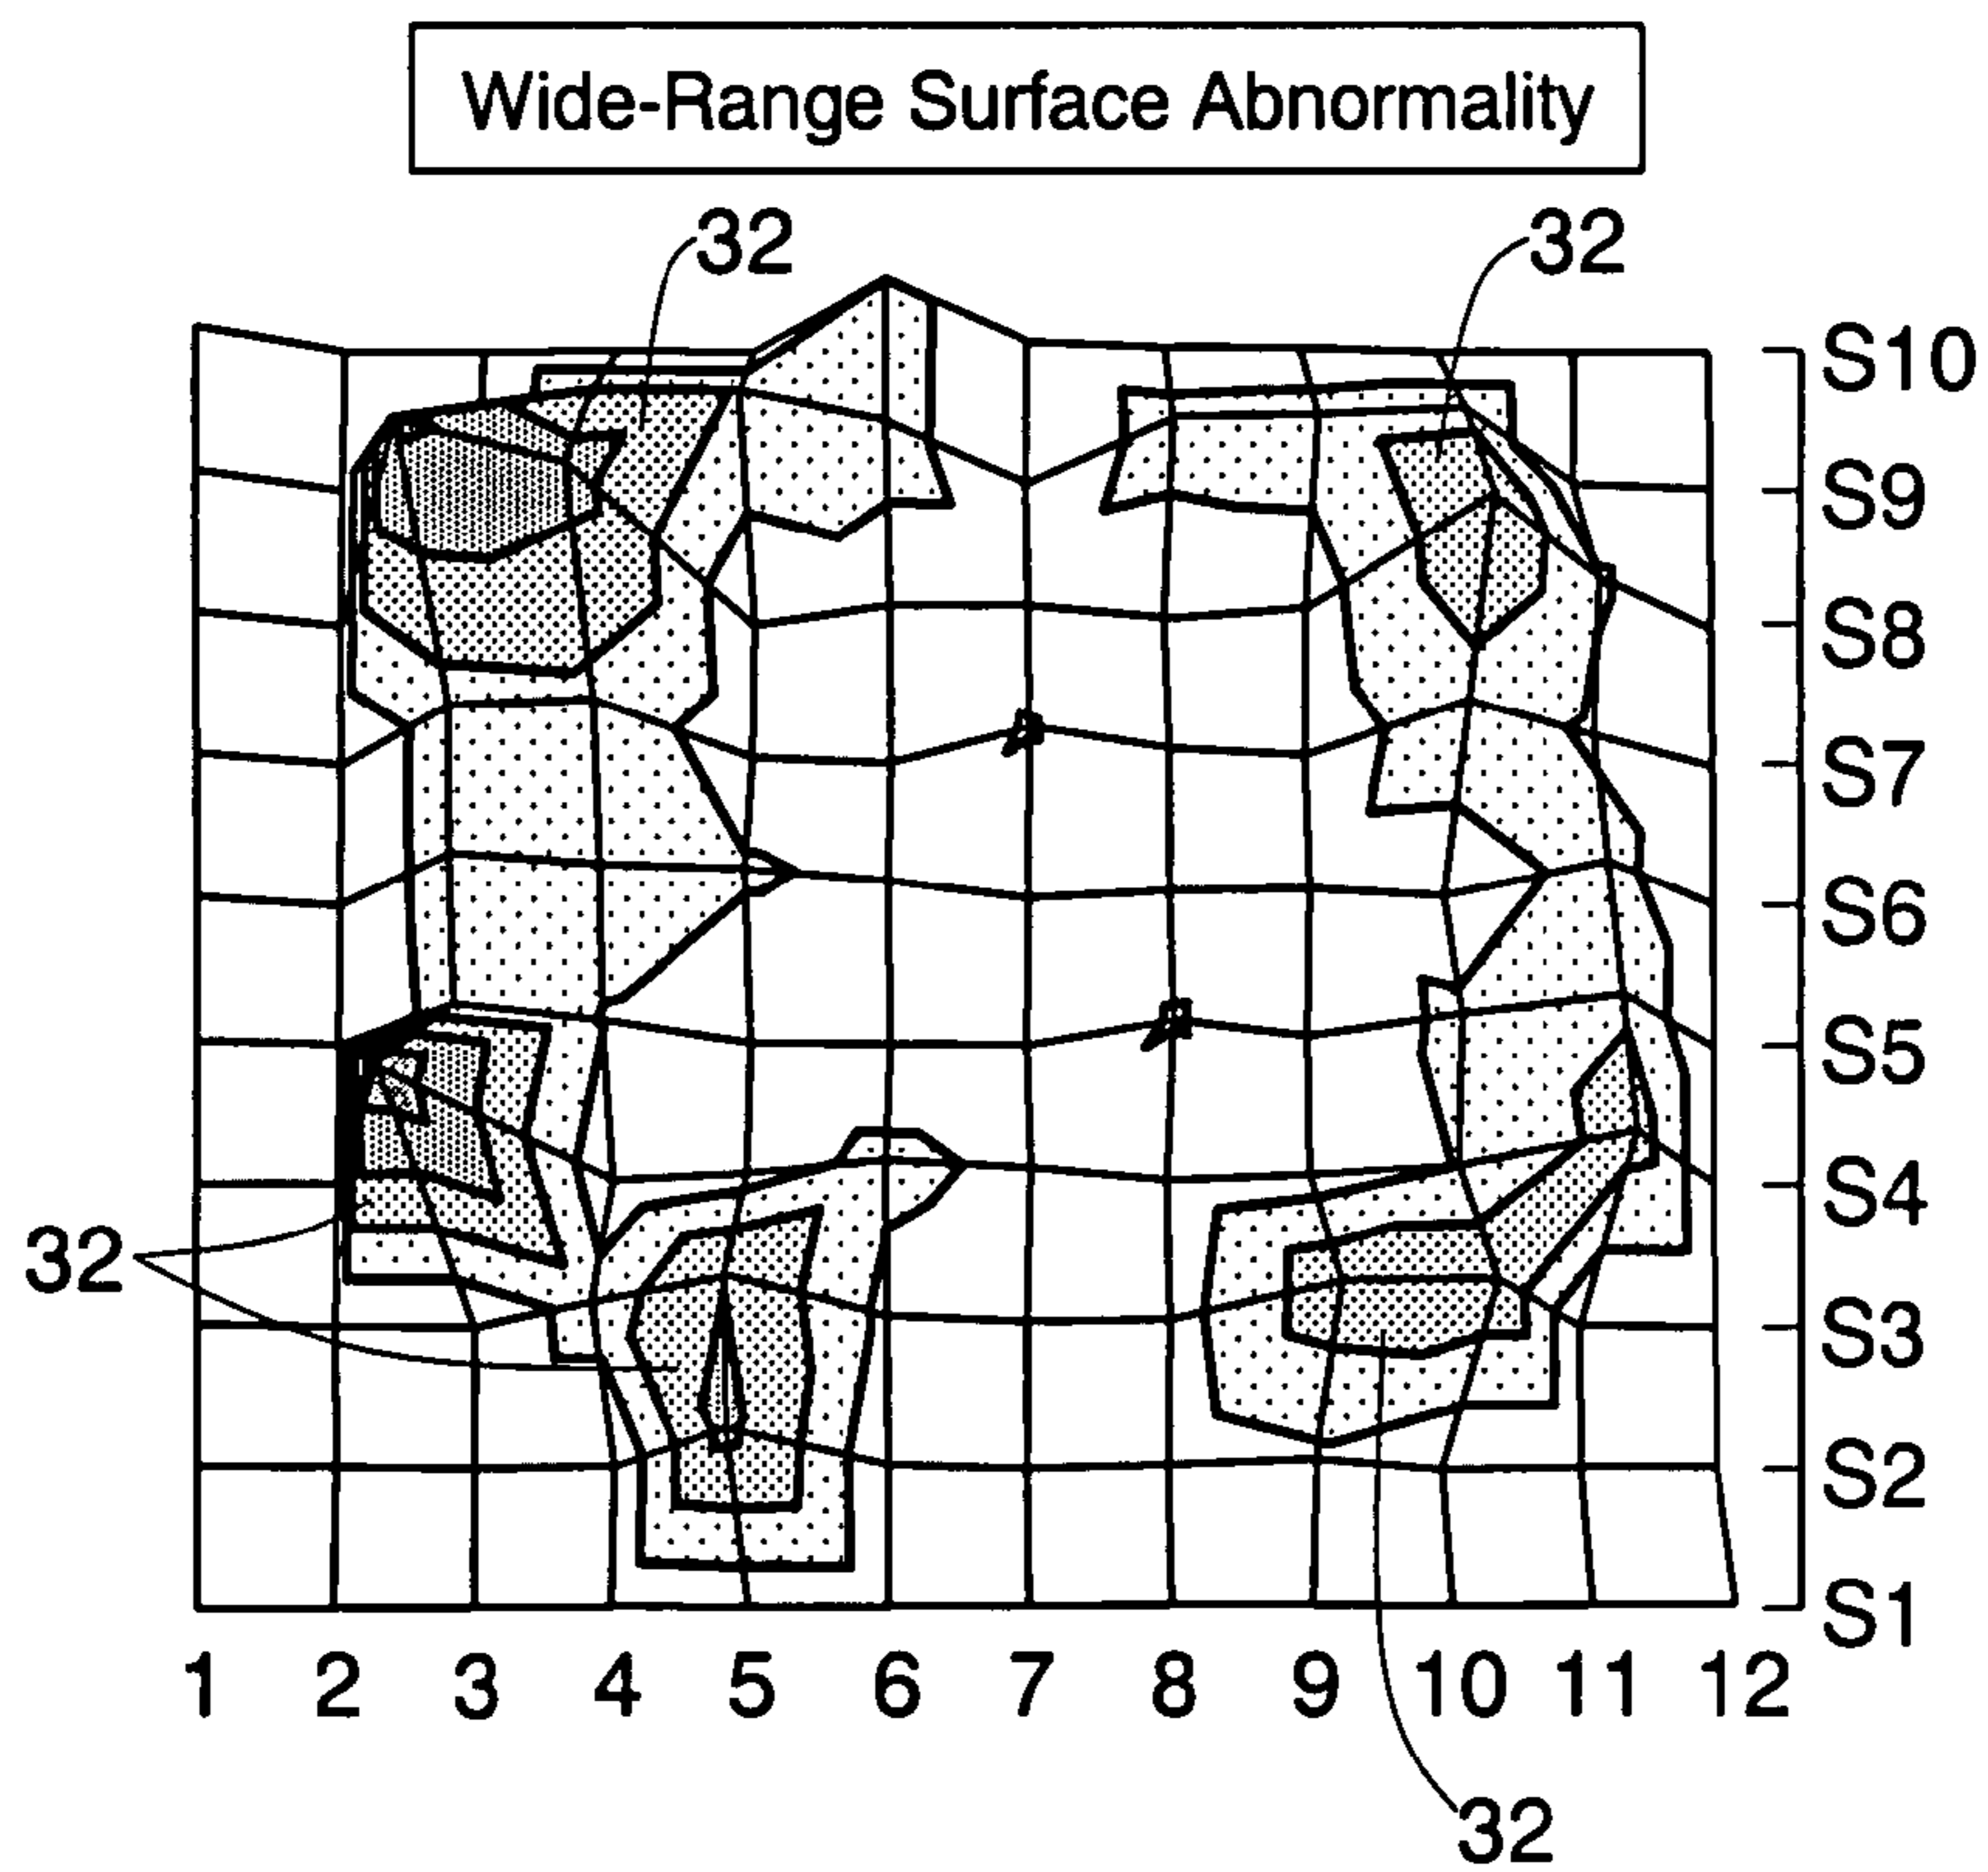 Wide-Range Surface Abnormality
32
32
S10
S9
S8
S7
S6
S5
S4
32
S3
S2
S1
1 2 3 4 5 6 7 8 9 10 11 12
32